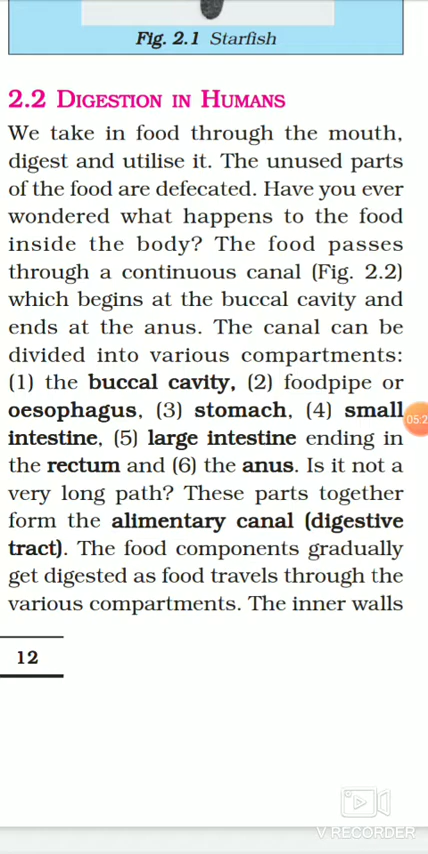 Fig. 2.1 Starfish
2.2 DIGESTION IN HUMANS
We take in food through the mouth,
digest and utilise it. The unused parts
of the food are defecated. Have you ever
wondered what happens to the food
inside the body? The food passes
through a continuous canal (Fig. 2.2)
which begins at the buccal cavity and
ends at the anus. The canal can be
divided into various compartments:
(1) the buccal cavity, (2) foodpipe or
oesophagus, (3) stomach, (4) small
intestine, (5) large intestine ending in
the rectum and (6) the anus. Is it not a
very long path? These parts together
form the alimentary canal (digestive
tract). The food components gradually
get digested as food travels through the
various compartments. The inner walls
12
V RECORDER